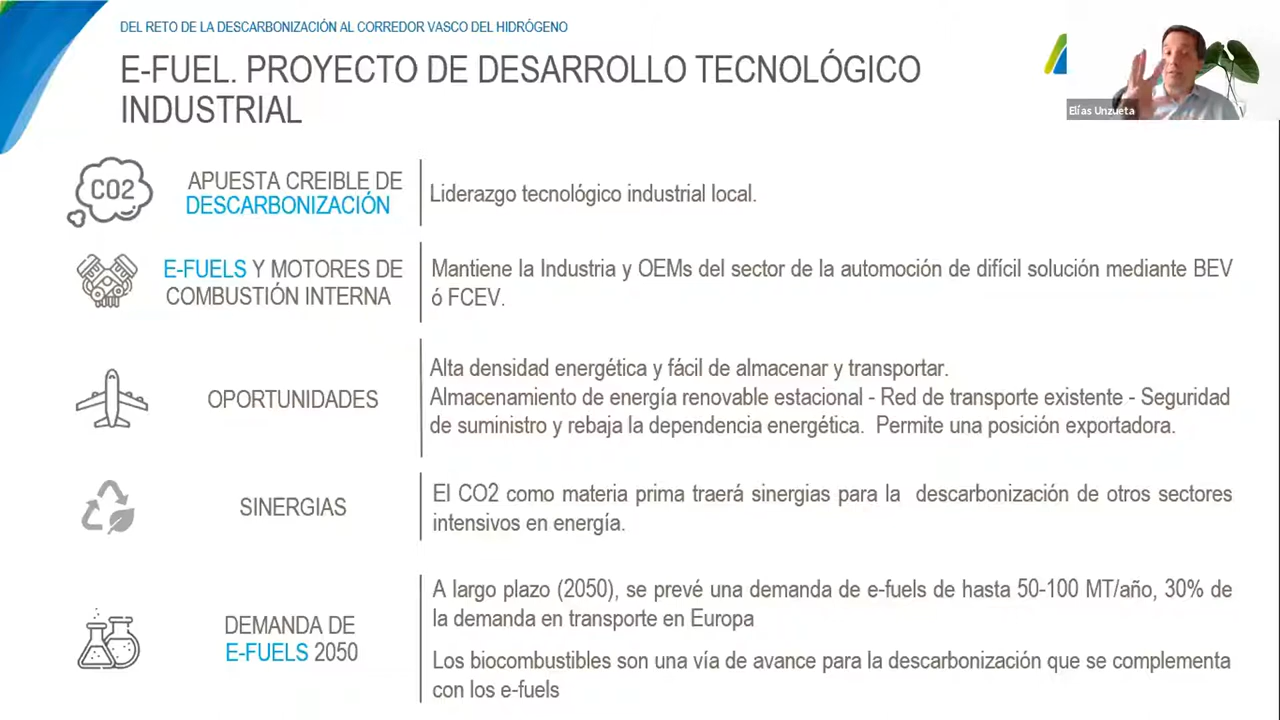 DEL RETO DE LA DESCARBONIZACIÓN AL CORREDOR VASCO DEL HIDRÓGENO
E-FUEL. PROYECTO DE DESARROLLO TECNOLÓGICO
INDUSTRIAL
Elías Unzueta
CO2
APUESTA CREIBLE DE
DESCARBONIZACIÓN
Liderazgo tecnológico industrial local.
E-FUELS Y MOTORES DE
COMBUSTIÓN INTERNA
Mantiene la Industria y OEMs del sector de la automoción de difícil solución mediante BEV
ó FCEV.
OPORTUNIDADES
Alta densidad energética y fácil de almacenar y transportar.
Almacenamiento de energía renovable estacional - Red de transporte existente - Seguridad
de suministro y rebaja la dependencia energética. Permite una posición exportadora.
SINERGIAS
El CO2 como materia prima traerá sinergias para la descarbonización de otros sectores
intensivos en energía.
DEMANDA DE
E-FUELS 2050
A largo plazo (2050), se prevé una demanda de e-fuels de hasta 50-100 MT/año, 30% de
la demanda en transporte en Europa
Los biocombustibles son una vía de avance para la descarbonización que se complementa
con los e-fuels